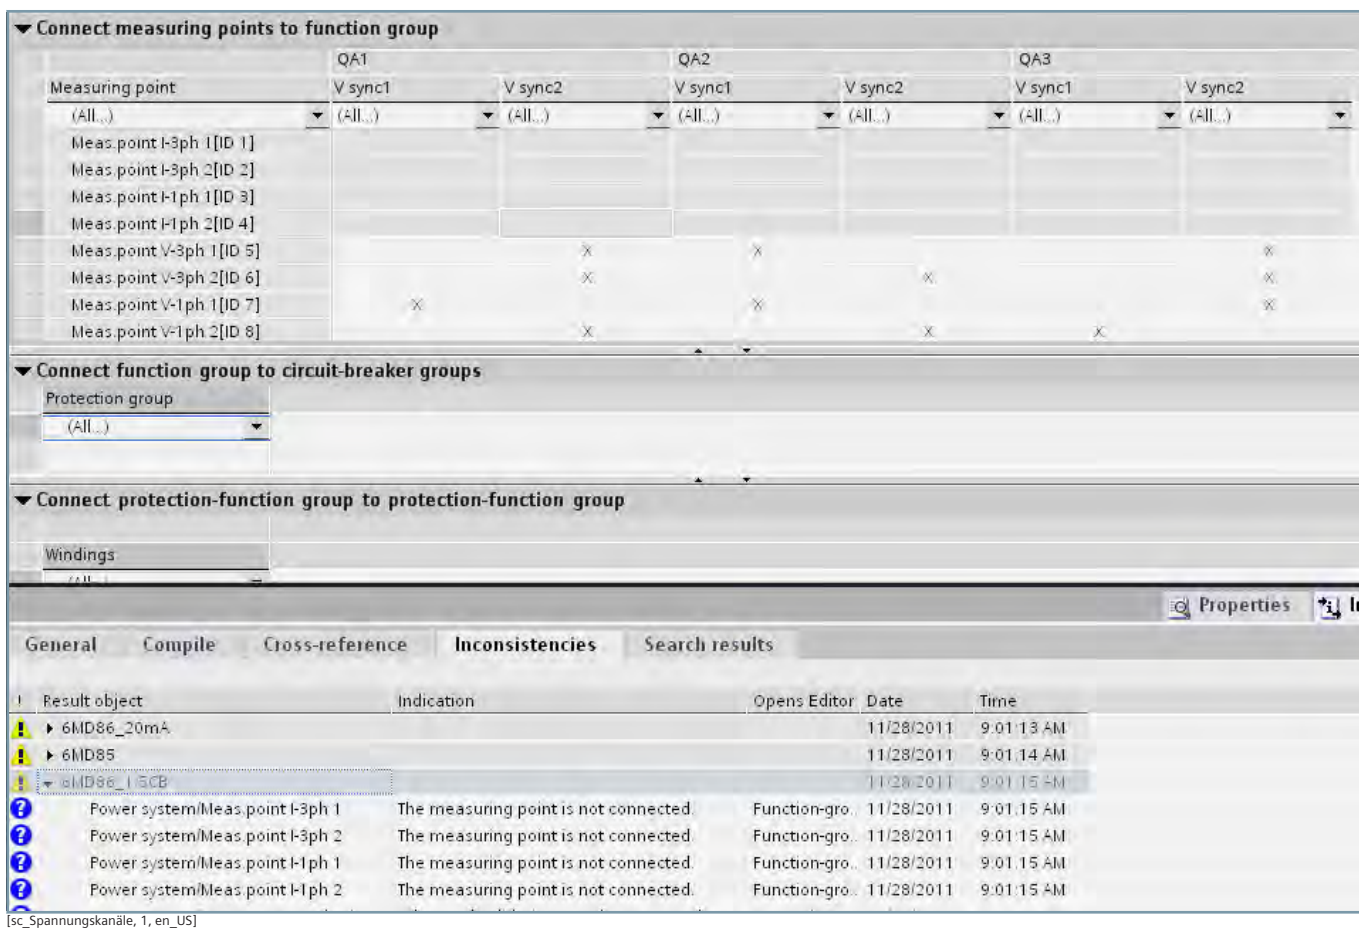 Connect measuring points to function group
QA1 QA2 QA3
Measuring point V sync1 V sync2 V sync1 V sync2 V sync1 V sync2
(All...) (All...) (All...) (All...) (All...) (All...) (All...)
Meas.point I-3ph 1[ID 1]
Meas.point I-3ph 2[ID 2]
Meas.point I-1ph 1[ID 3]
Meas.point I-1ph 2[ID 4]
Meas.point V-3ph 1[ID 5] X X X
Meas.point V-3ph 2[ID 6] X X X
Meas.point V-1ph 1[ID 7] X X X
Meas.point V-1ph 2[ID 8] X X X
Connect function group to circuit-breaker groups
Protection group
(All...)
Connect protection-function group to protection-function group
Windings
(All...)
Properties
General Compile Cross-reference Inconsistencies Search results
! Result object Indication Opens Editor Date Time
6MD86_20mA 11/28/2011 9:01:13 AM
6MD85 11/28/2011 9:01:14 AM
6MD86_1.5CB 11/28/2011 9:01:15 AM
Power system/Meas.point I-3ph 1 The measuring point is not connected. Function-gro.. 11/28/2011 9:01:15 AM
Power system/Meas.point I-3ph 2 The measuring point is not connected. Function-gro.. 11/28/2011 9:01:15 AM
Power system/Meas.point I-1ph 1 The measuring point is not connected. Function-gro.. 11/28/2011 9:01:15 AM
Power system/Meas.point I-1ph 2 The measuring point is not connected. Function-gro.. 11/28/2011 9:01:15 AM
[sc_Spannungskanäle, 1, en_US]